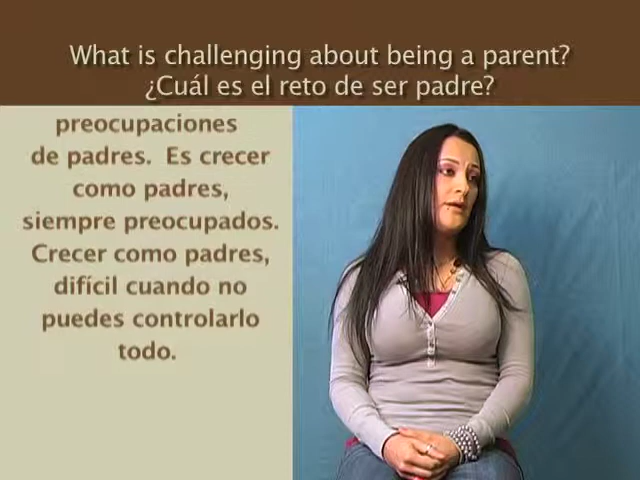 What is challenging about being a parent?
¿Cuál es el reto de ser padre?
preocupaciones
de padres.  Es crecer
como padres,
siempre preocupados.
Crecer como padres,
difícil cuando no
puedes controlarlo
todo.